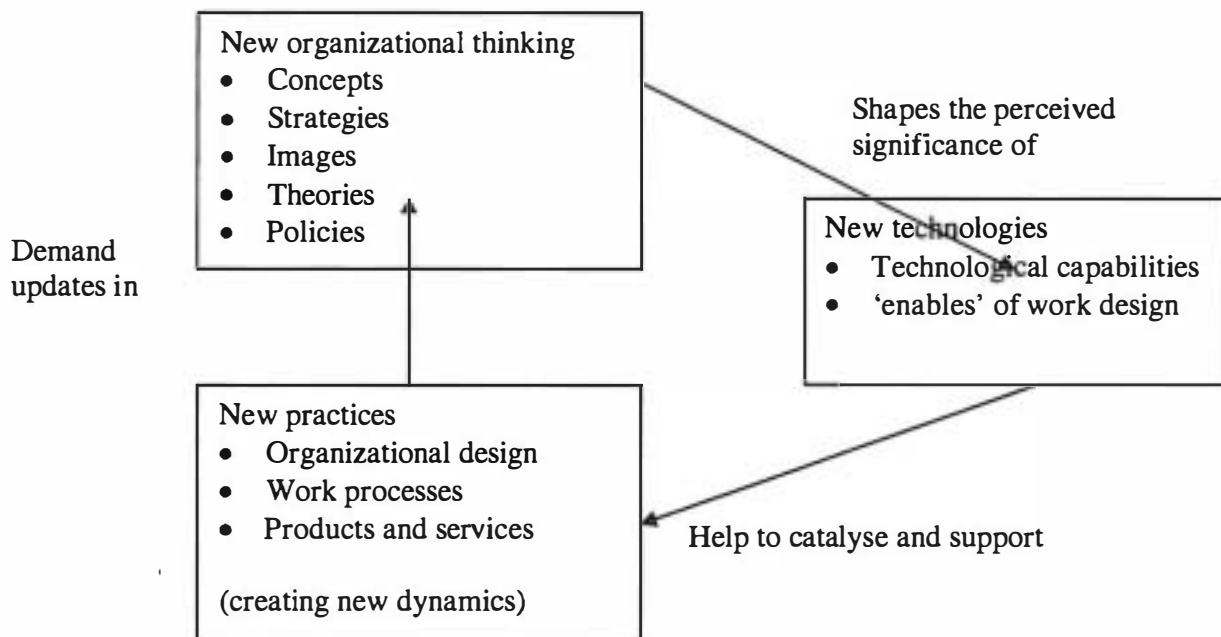 New organizational thinking
• Concepts
• Strategies
• Images
• Theories
• Policies
Shapes the perceived
significance of
New technologies
• Technological capabilities
• ‘enables’ of work design
Demand
updates in
New practices
• Organizational design
• Work processes
• Products and services
(creating new dynamics)
Help to catalyse and support